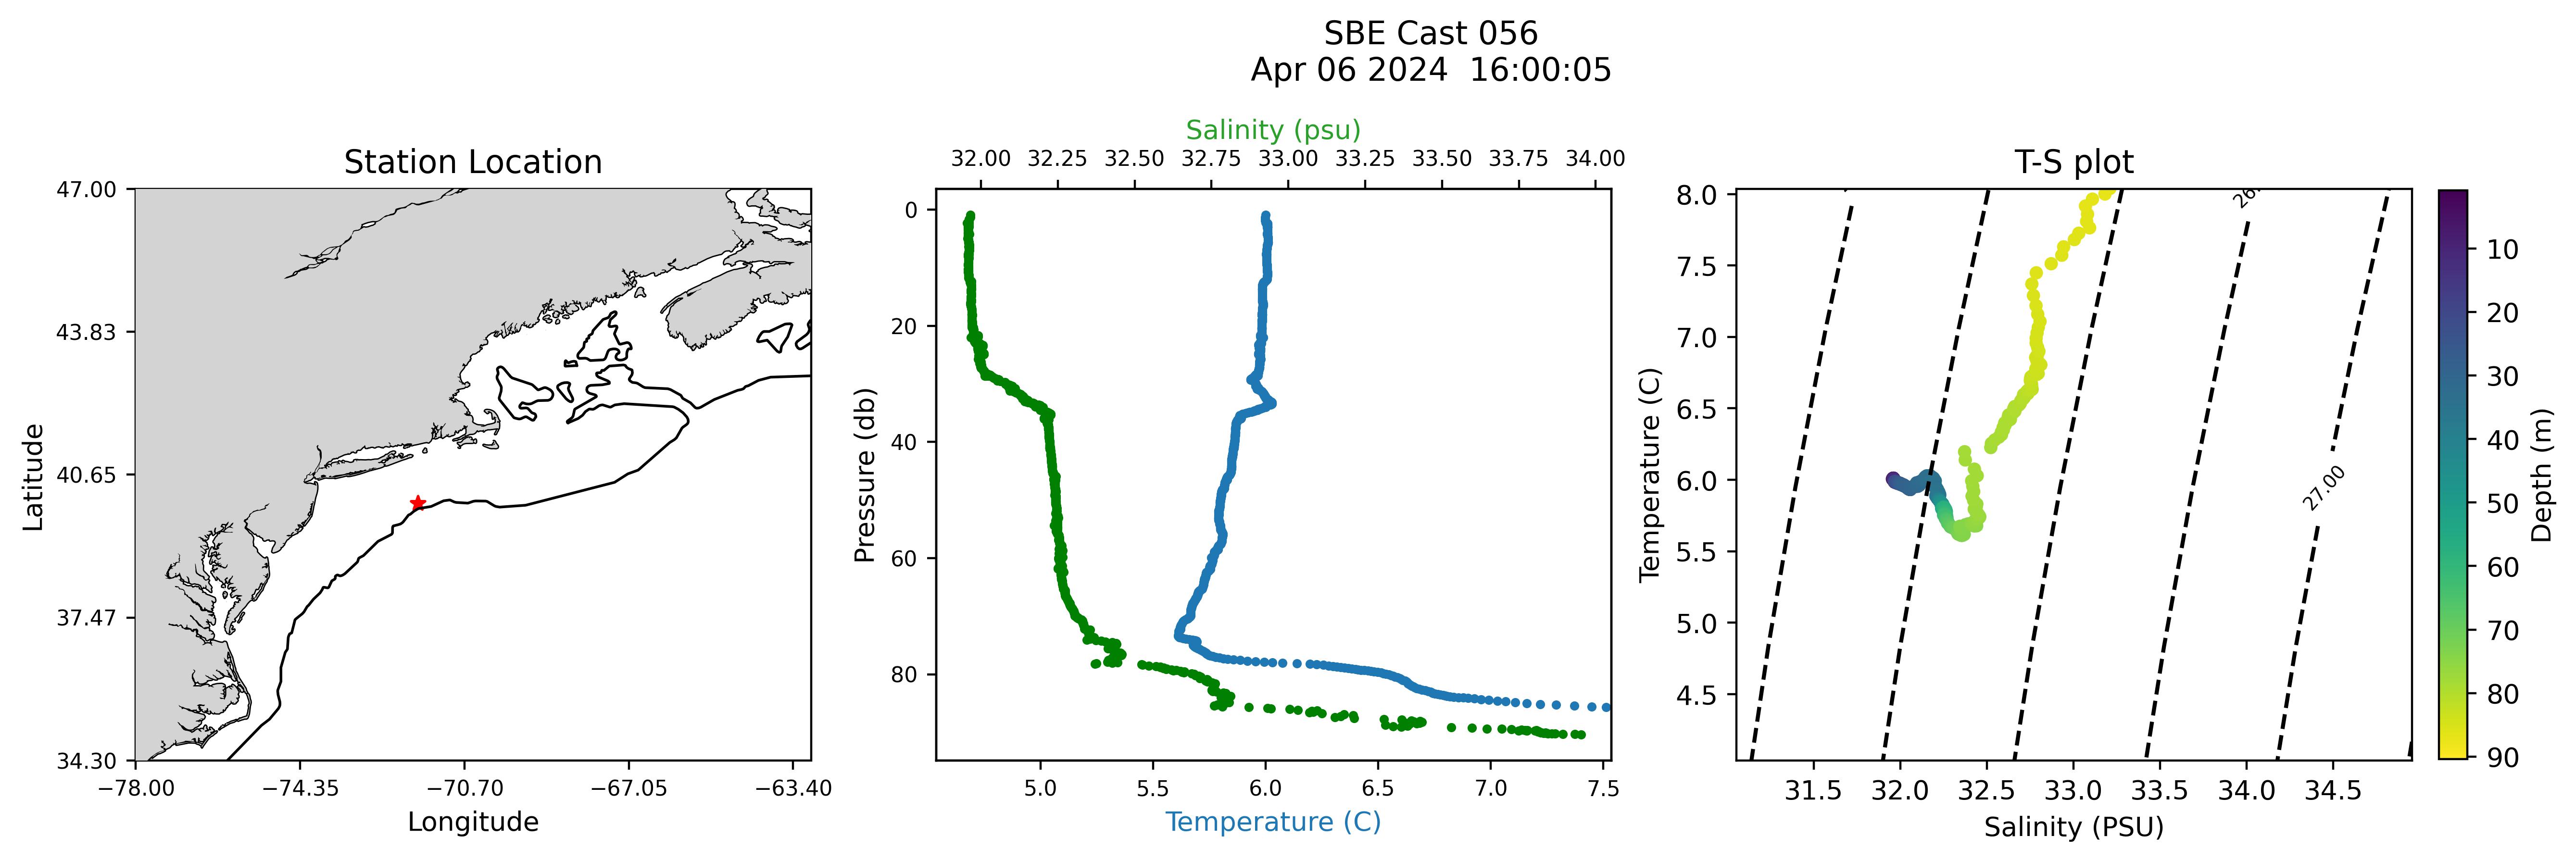 SBE Cast 056
Apr 06 2024  16:00:05
Station Location
47.00
43.83
40.65
37.47
34.30
Latitude
−78.00 −74.35 −70.70 −67.05 −63.40
Longitude
Salinity (psu)
32.00 32.25 32.50 32.75 33.00 33.25 33.50 33.75 34.00
0
20
40
60
80
Pressure (db)
5.0 5.5 6.0 6.5 7.0 7.5
Temperature (C)
T-S plot
8.0
7.5
7.0
6.5
6.0
5.5
5.0
4.5
Temperature (C)
27.00
31.5 32.0 32.5 33.0 33.5 34.0 34.5
Salinity (PSU)
10
20
30
40
50
60
70
80
90
Depth (m)